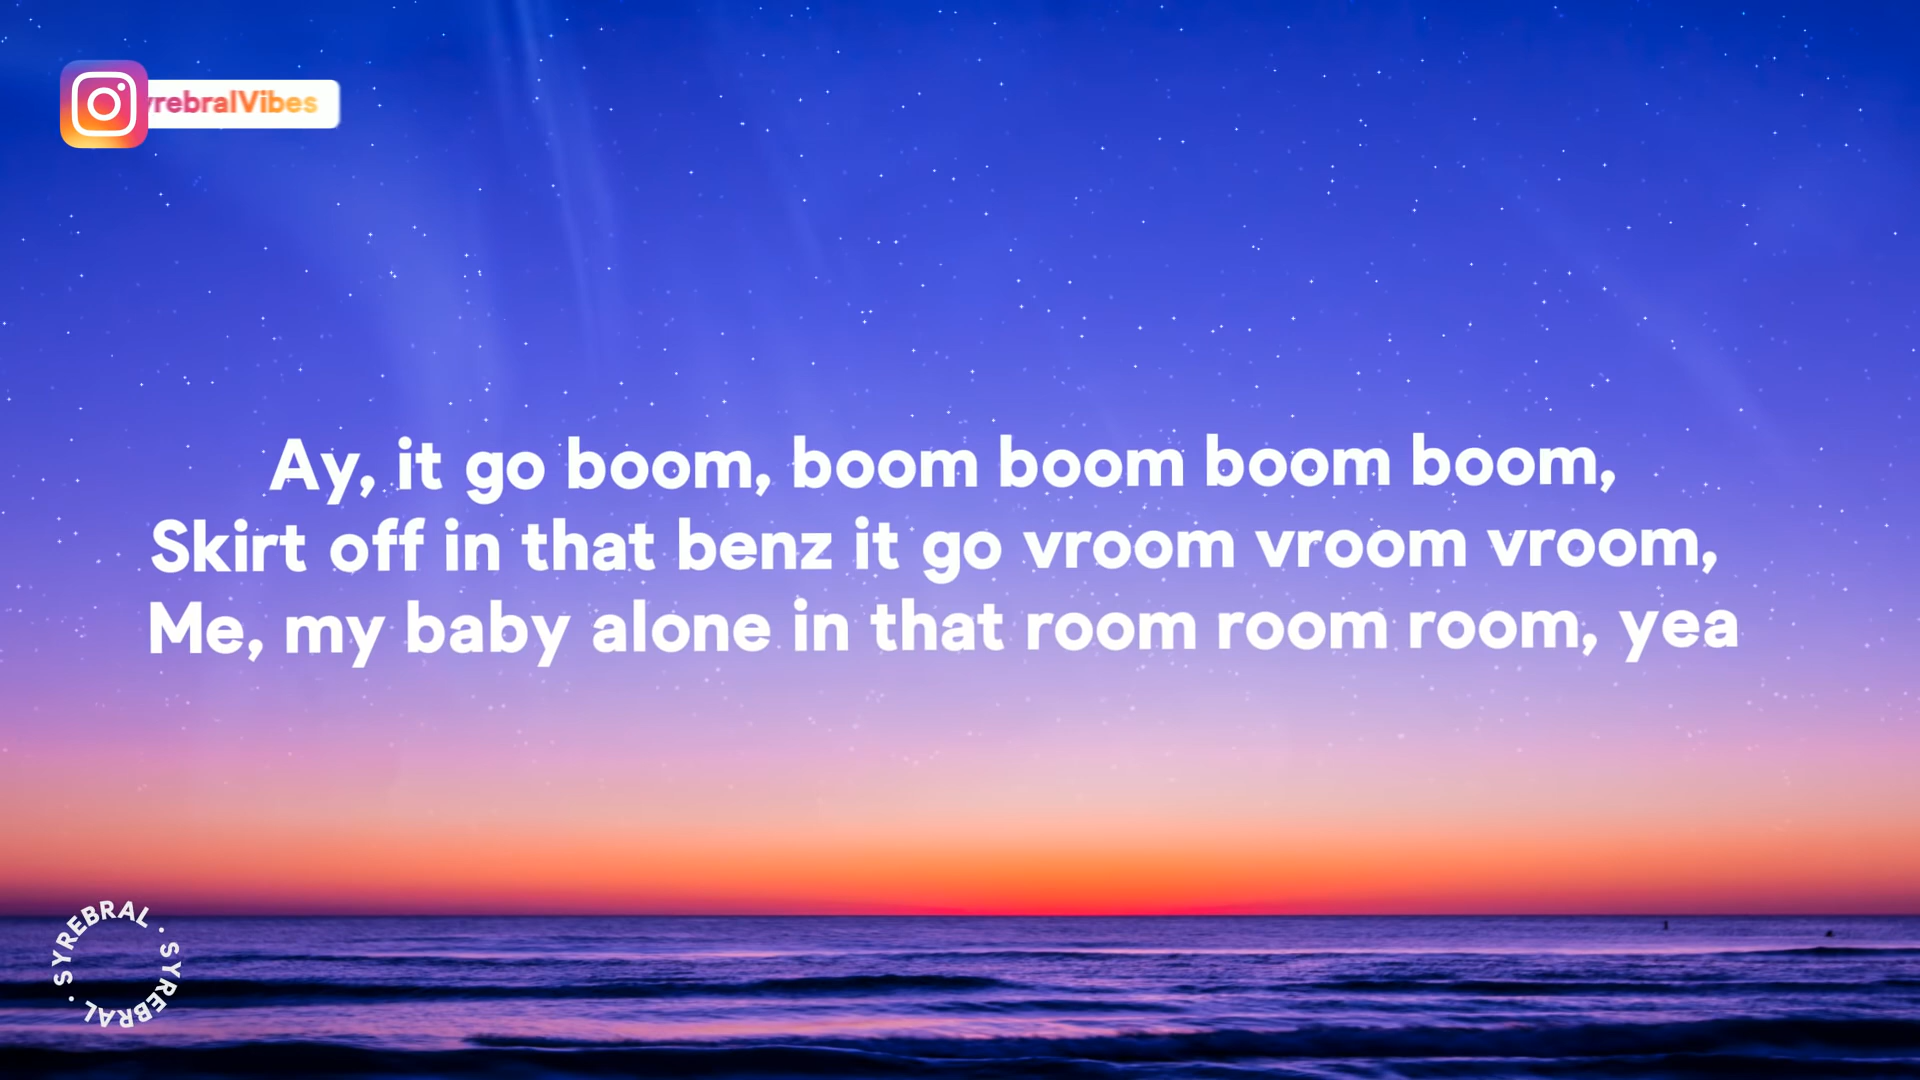 yrebralVibes
Ay, it go boom, boom boom boom boom,
Skirt off in that benz it go vroom vroom vroom,
Me, my baby alone in that room room room, yea
SYREBRAL · SYREBRAL ·